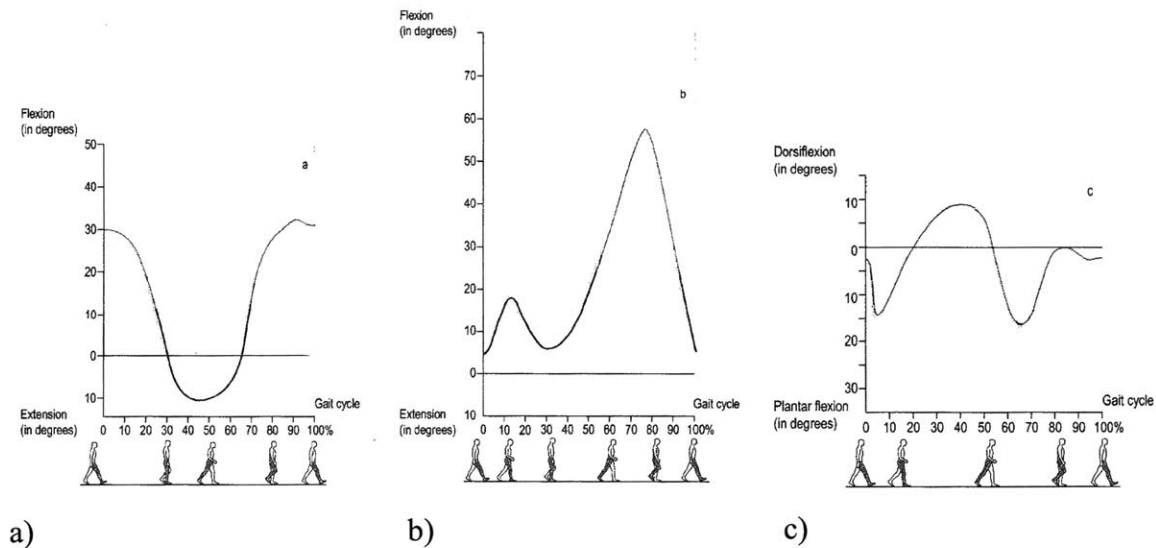 Flexion
(in degrees)
a
50
40
30
20
10
0
10
Extension
(in degrees)
Gait cycle
0 10 20 30 40 50 60 70 80 90 100%
a)
Flexion
(in degrees)
b
70
60
50
40
30
20
10
0
10
Extension
(in degrees)
Gait cycle
0 10 20 30 40 50 60 70 80 90 100%
b)
Dorsiflexion
(in degrees)
c
10
0
10
20
30
Plantar flexion
(in degrees)
Gait cycle
0 10 20 30 40 50 60 70 80 90 100%
c)